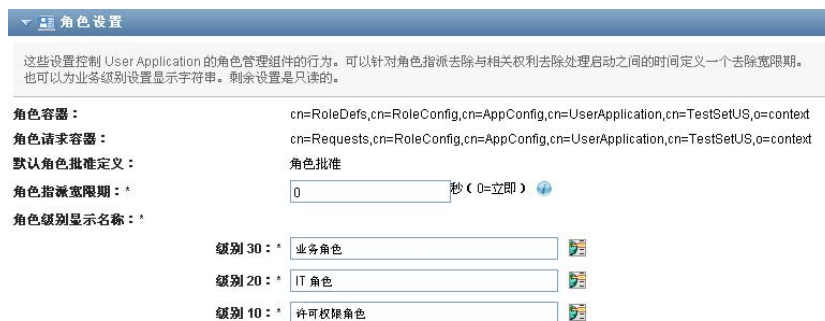 角色设置
这些设置控制 User Application 的角色管理组件的行为。可以针对角色指派去除与相关权利去除处理启动之间的时间定义一个去除宽限期。
也可以为业务级别设置显示字符串。剩余设置是只读的。
角色容器： cn=RoleDefs,cn=RoleConfig,cn=AppConfig,cn=UserApplication,cn=TestSetUS,o=context
角色请求容器： cn=Requests,cn=RoleConfig,cn=AppConfig,cn=UserApplication,cn=TestSetUS,o=context
默认角色批准定义： 角色批准
角色指派宽限期：* 0 秒（0=立即）
角色级别显示名称：*
级别 30：* 业务角色
级别 20：* IT 角色
级别 10：* 许可权限角色